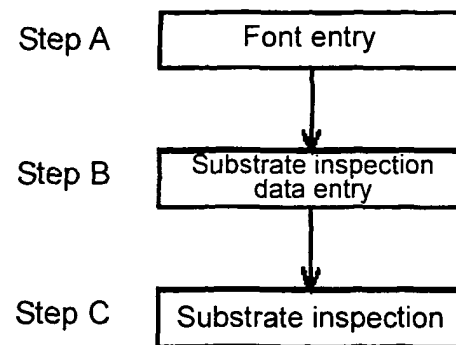 Step A
Font entry
Step B
Substrate inspection
data entry
Step C
Substrate inspection